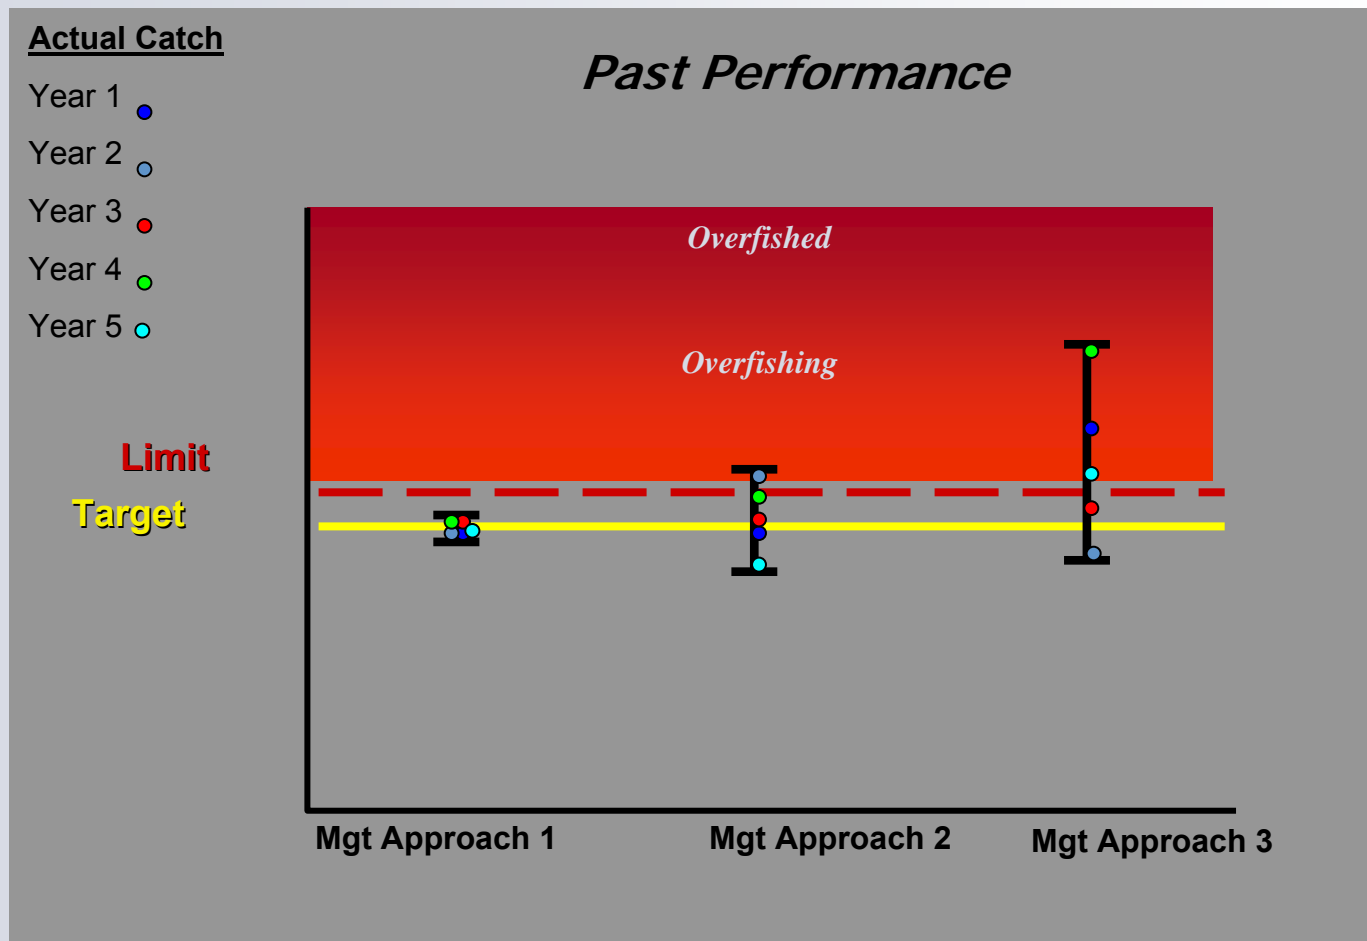 Actual Catch
Past Performance
Year 1
Year 2
Year 3
Year 4
Year 5
Overfished
Overfishing
Limit
Target
Mgt Approach 1
Mgt Approach 2
Mgt Approach 3